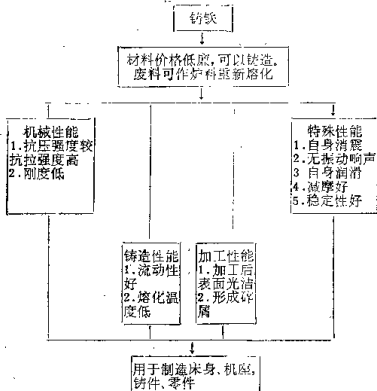 铸铁
材料价格低廉,可以铸造,
废料可作炉料重新熔化
机械性能
1.抗压强度较
抗拉强度高
2.刚度低
特殊性能
1.自身消震
2.无振动响声
3 自身润滑
4.减摩好
5.稳定性好
铸造性能
1.流动性
好
2.熔化温
度低
加工性能
1.加工后
表面光洁
2.形成碎
屑
用于制造床身、机座,
铸件、零件